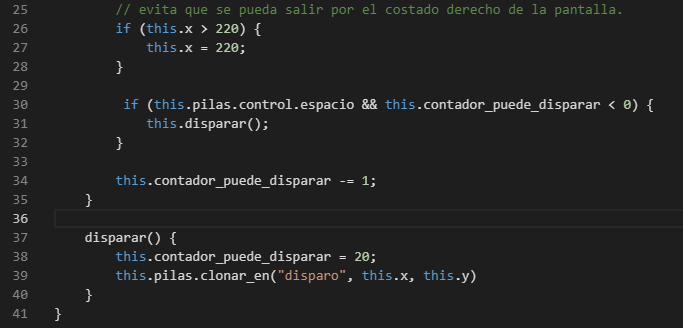 25 // evita que se pueda salir por el costado derecho de la pantalla.
26 if (this.x > 220) {
27 this.x = 220;
28 }
29
30 if (this.pilas.control.espacio && this.contador_puede_disparar < 0) {
31 this.disparar();
32 }
33
34 this.contador_puede_disparar -= 1;
35 }
36
37 disparar() {
38 this.contador_puede_disparar = 20;
39 this.pilas.clonar_en("disparo", this.x, this.y)
40 }
41 }